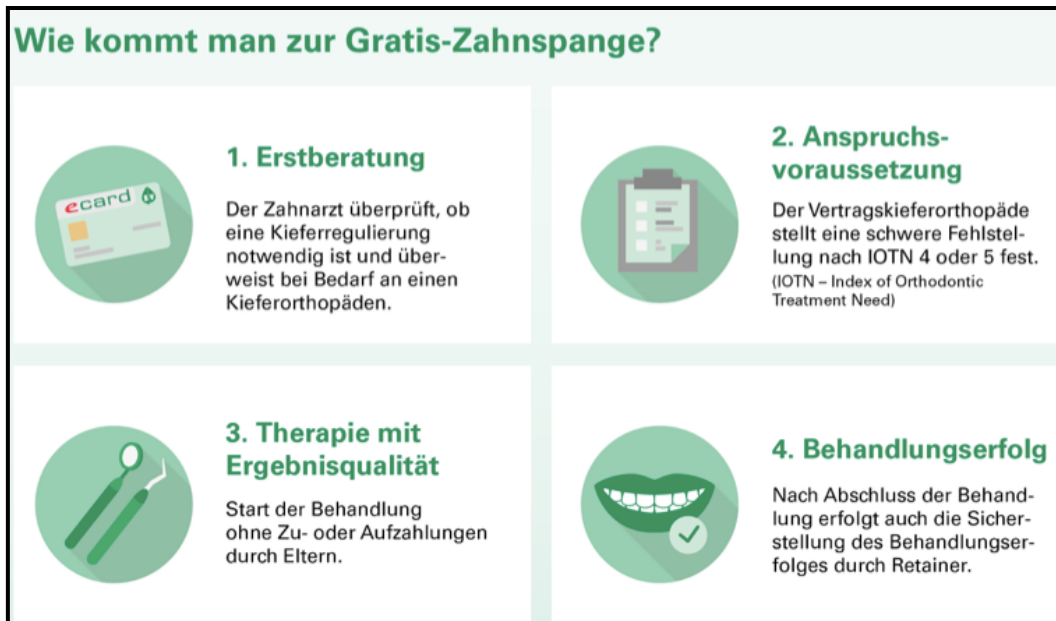 Wie kommt man zur Gratis-Zahnspange?
ecard
1. Erstberatung
Der Zahnarzt überprüft, ob
eine Kieferregulierung
notwendig ist und über-
weist bei Bedarf an einen
Kieferorthopäden.
2. Anspruchs-
voraussetzung
Der Vertragskieferorthopäde
stellt eine schwere Fehlstel-
lung nach IOTN 4 oder 5 fest.
(IOTN – Index of Orthodontic
Treatment Need)
3. Therapie mit
Ergebnisqualität
Start der Behandlung
ohne Zu- oder Aufzahlungen
durch Eltern.
4. Behandlungserfolg
Nach Abschluss der Behand-
lung erfolgt auch die Sicher-
stellung des Behandlungser-
folges durch Retainer.